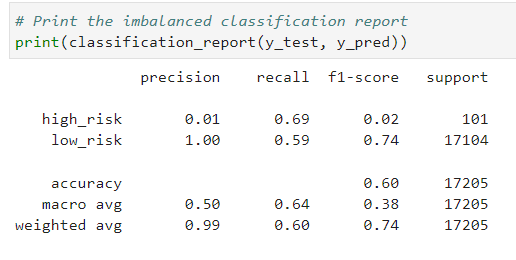 # Print the imbalanced classification report
print(classification_report(y_test, y_pred))
precision recall f1-score support
high_risk 0.01 0.69 0.02 101
low_risk 1.00 0.59 0.74 17104
accuracy 0.60 17205
macro avg 0.50 0.64 0.38 17205
weighted avg 0.99 0.60 0.74 17205